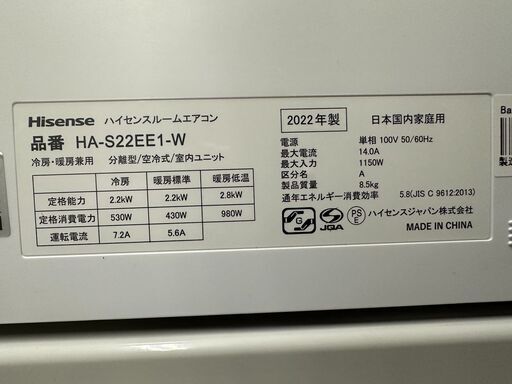 Hisense ハイセンスルームエアコン
品番 HA-S22EE1-W
冷房・暖房兼用 分離型/空冷式/室内ユニット
冷房 暖房標準 暖房低温
定格能力 2.2kW 2.2kW 2.8kW
定格消費電力 530W 430W 980W
運転電流 7.2A 5.6A
2022年製 日本国内家庭用
電源 単相 100V 50/60Hz
最大電流 14.0A
最大消費電力 1150W
区分 A
製品質量 8.5kg
通年エネルギー消費効率 5.8(JIS C 9612:2013)
S G JQA PS E ハイセンスジャパン株式会社
MADE IN CHINA
Ba
製造